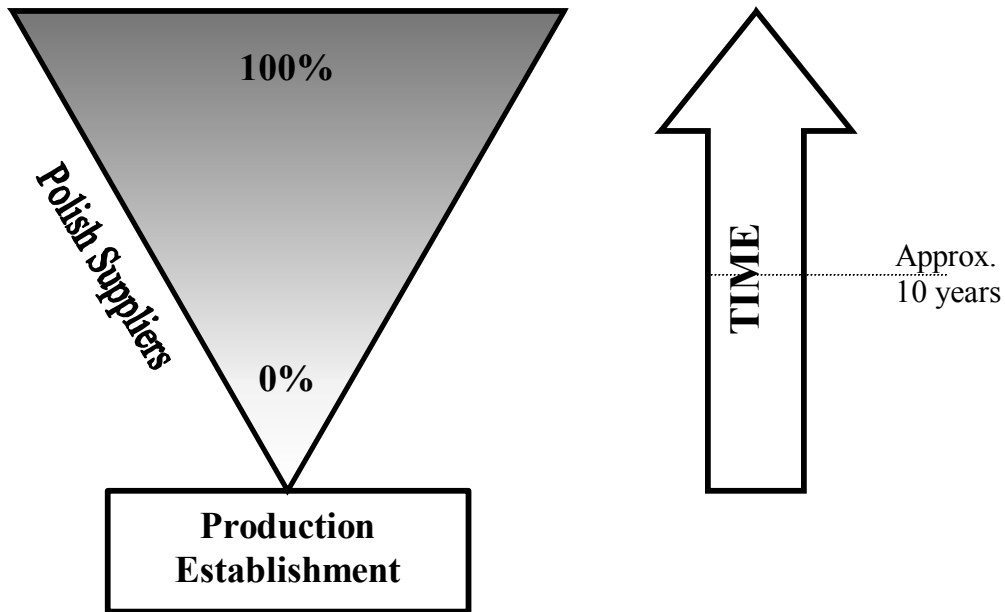 100%
Polish Suppliers
0%
Production
Establishment
TIME
Approx.
10 years